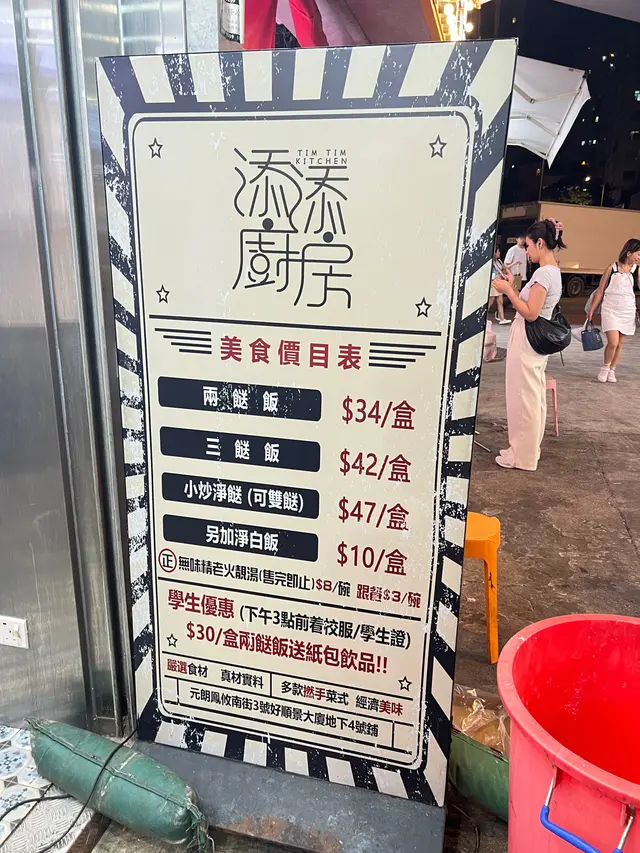 TIM TIM
KITCHEN
添添
廚房
美食價目表
兩餸飯 $34/盒
三餸飯 $42/盒
小炒淨餸 (可雙餸) $47/盒
另加淨白飯 $10/盒
正 無味精老火靚湯(售完即止)$8/碗 跟餐$3/碗
學生優惠 (下午3點前着校服/學生證)
$30/盒兩餸飯送紙包飲品!!
嚴選食材 真材實料 多款撚手菜式 經濟美味
元朗鳳攸南街3號好順景大廈地下4號鋪